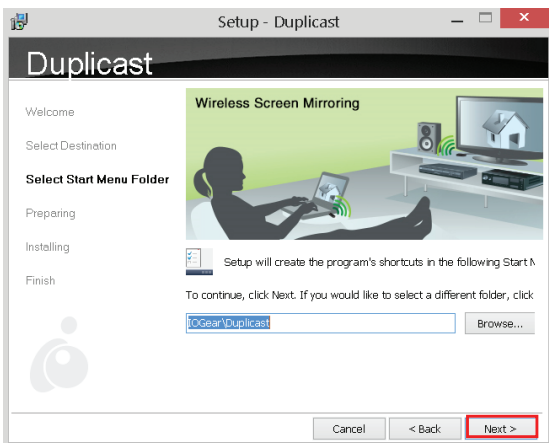 Setup - Duplicast
Duplicast
Welcome
Select Destination
Select Start Menu Folder
Preparing
Installing
Finish
Wireless Screen Mirroring
Setup will create the program's shortcuts in the following Start
To continue, click Next. If you would like to select a different folder, click
IOGear\Duplicast
Browse...
Cancel
< Back
Next >